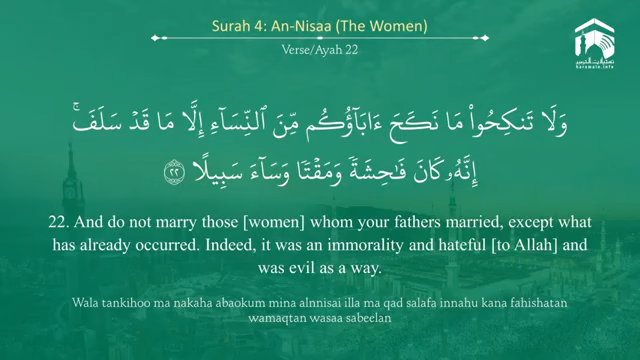 Surah 4: An-Nisaa (The Women)
Verse/Ayah 22
haramain.info
وَلَا تَنكِحُوا۟ مَا نَكَحَ ءَابَآؤُكُم مِّنَ ٱلنِّسَآءِ إِلَّا مَا قَدْ سَلَفَ ۚ
إِنَّهُۥ كَانَ فَـٰحِشَةً وَمَقْتًا وَسَآءَ سَبِيلًا ٢٢
22. And do not marry those [women] whom your fathers married, except what
has already occurred. Indeed, it was an immorality and hateful [to Allah] and
was evil as a way.
Wala tankihoo ma nakaha abaokum mina alnnisai illa ma qad salafa innahu kana fahishatan
wamaqtan wasaa sabeelan